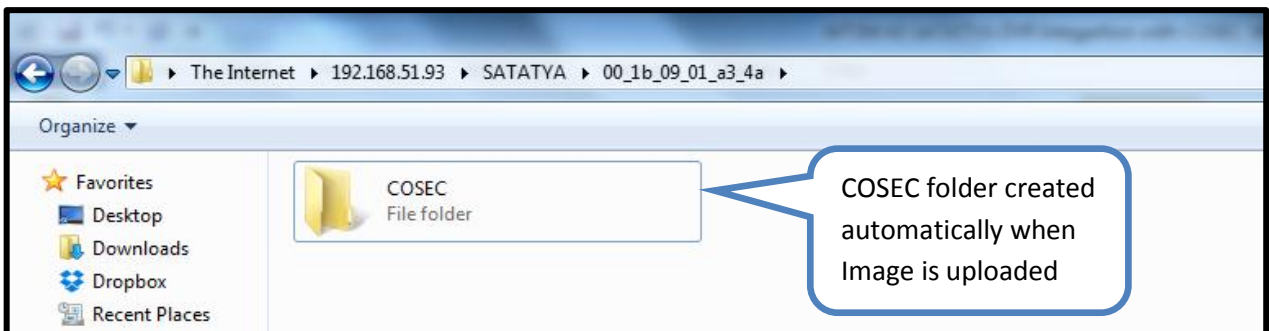 The Internet ▸ 192.168.51.93 ▸ SATATYA ▸ 00_1b_09_01_a3_4a ▸
Organize ▾
Favorites
Desktop
Downloads
Dropbox
Recent Places
COSEC
File folder
COSEC folder created
automatically when
Image is uploaded